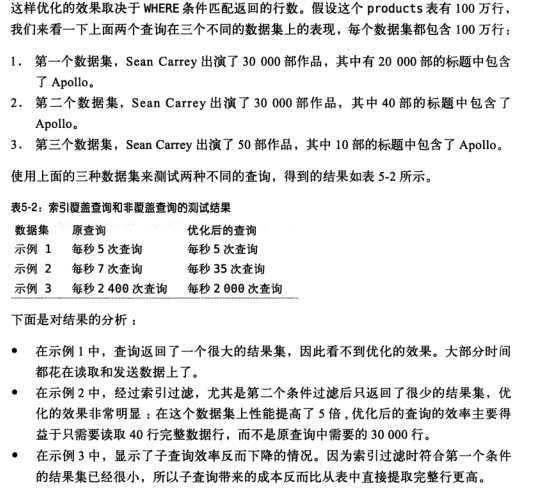 这样优化的效果取决于 WHERE 条件匹配返回的行数。假设这个 products 表有 100 万行，
我们来看一下上面两个查询在三个不同的数据集上的表现，每个数据集都包含 100 万行：
1. 第一个数据集，Sean Carrey 出演了 30 000 部作品，其中有 20 000 部的标题中包含
了 Apollo。
2. 第二个数据集，Sean Carrey 出演了 30 000 部作品，其中 40 部的标题中包含了
Apollo。
3. 第三个数据集，Sean Carrey 出演了 50 部作品，其中 10 部的标题中包含了 Apollo。
使用上面的三种数据集来测试两种不同的查询，得到的结果如表 5-2 所示。
表5-2：索引覆盖查询和非覆盖查询的测试结果
数据集 原查询 优化后的查询
示例 1 每秒 5 次查询 每秒 5 次查询
示例 2 每秒 7 次查询 每秒 35 次查询
示例 3 每秒 2 400 次查询 每秒 2 000 次查询
下面是对结果的分析：
• 在示例 1 中，查询返回了一个很大的结果集，因此看不到优化的效果。大部分时间
都花在读取和发送数据上了。
• 在示例 2 中，经过索引过滤，尤其是第二个条件过滤后只返回了很少的结果集，优
化的效果非常明显：在这个数据集上性能提高了 5 倍，优化后的查询的效率主要得
益于只需要读取 40 行完整数据行，而不是原查询中需要的 30 000 行。
• 在示例 3 中，显示了子查询效率反而下降的情况。因为索引过滤时符合第一个条件
的结果集已经很小，所以子查询带来的成本反而比从表中直接提取完整行更高。